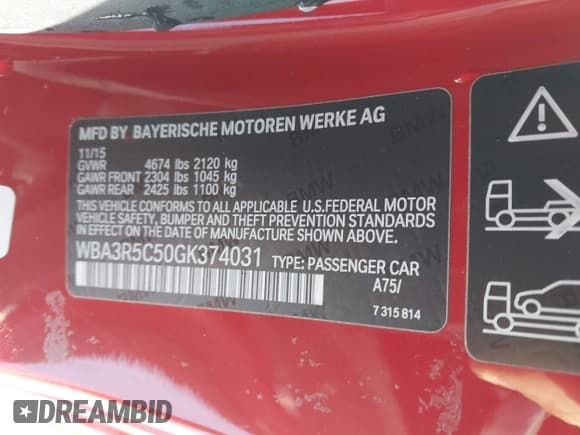 MFD BY BAYERISCHE MOTOREN WERKE AG
11/15
GVWR 4674 lbs 2120 kg
GAWR FRONT 2304 lbs 1045 kg
GAWR REAR 2425 lbs 1100 kg
THIS VEHICLE CONFORMS TO ALL APPLICABLE U.S.FEDERAL MOTOR
VEHICLE SAFETY, BUMPER AND THEFT PREVENTION STANDARDS
IN EFFECT ON THE DATE OF MANUFACTURE SHOWN ABOVE.
WBA3R5C50GK374031 TYPE: PASSENGER CAR
A75/
7 315 814
DREAMBID